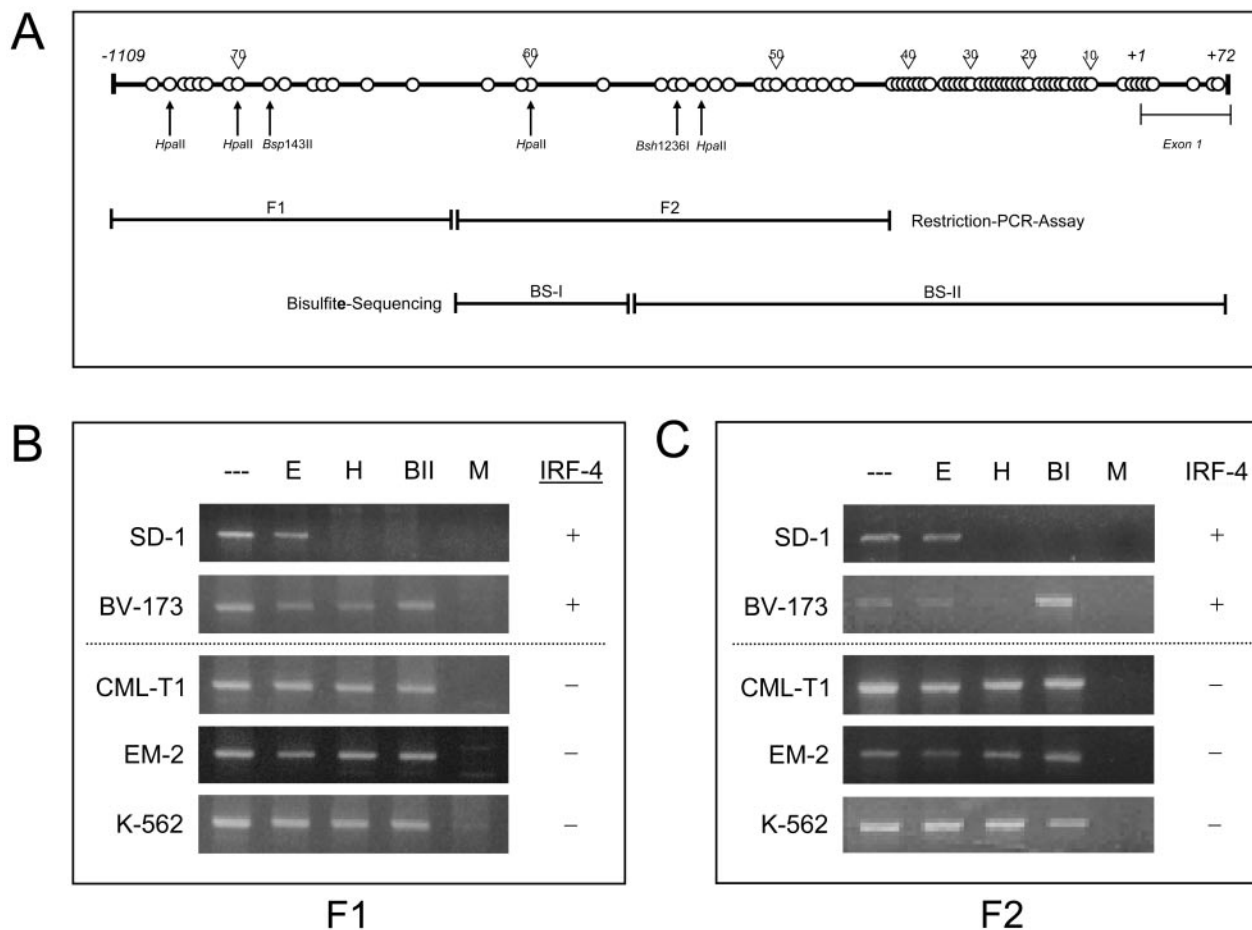 A
-1109 70 60 50 40 30 20 10 +1 +72
HpaII HpaII Bsp143II HpaII Bsh1236I HpaII Exon 1
F1 F2 Restriction-PCR-Assay
Bisulfite-Sequencing BS-I BS-II
B
--- E H BII M IRF-4
SD-1 +
BV-173 +
CML-T1 −
EM-2 −
K-562 −
F1
C
--- E H BI M IRF-4
SD-1 +
BV-173 +
CML-T1 −
EM-2 −
K-562 −
F2